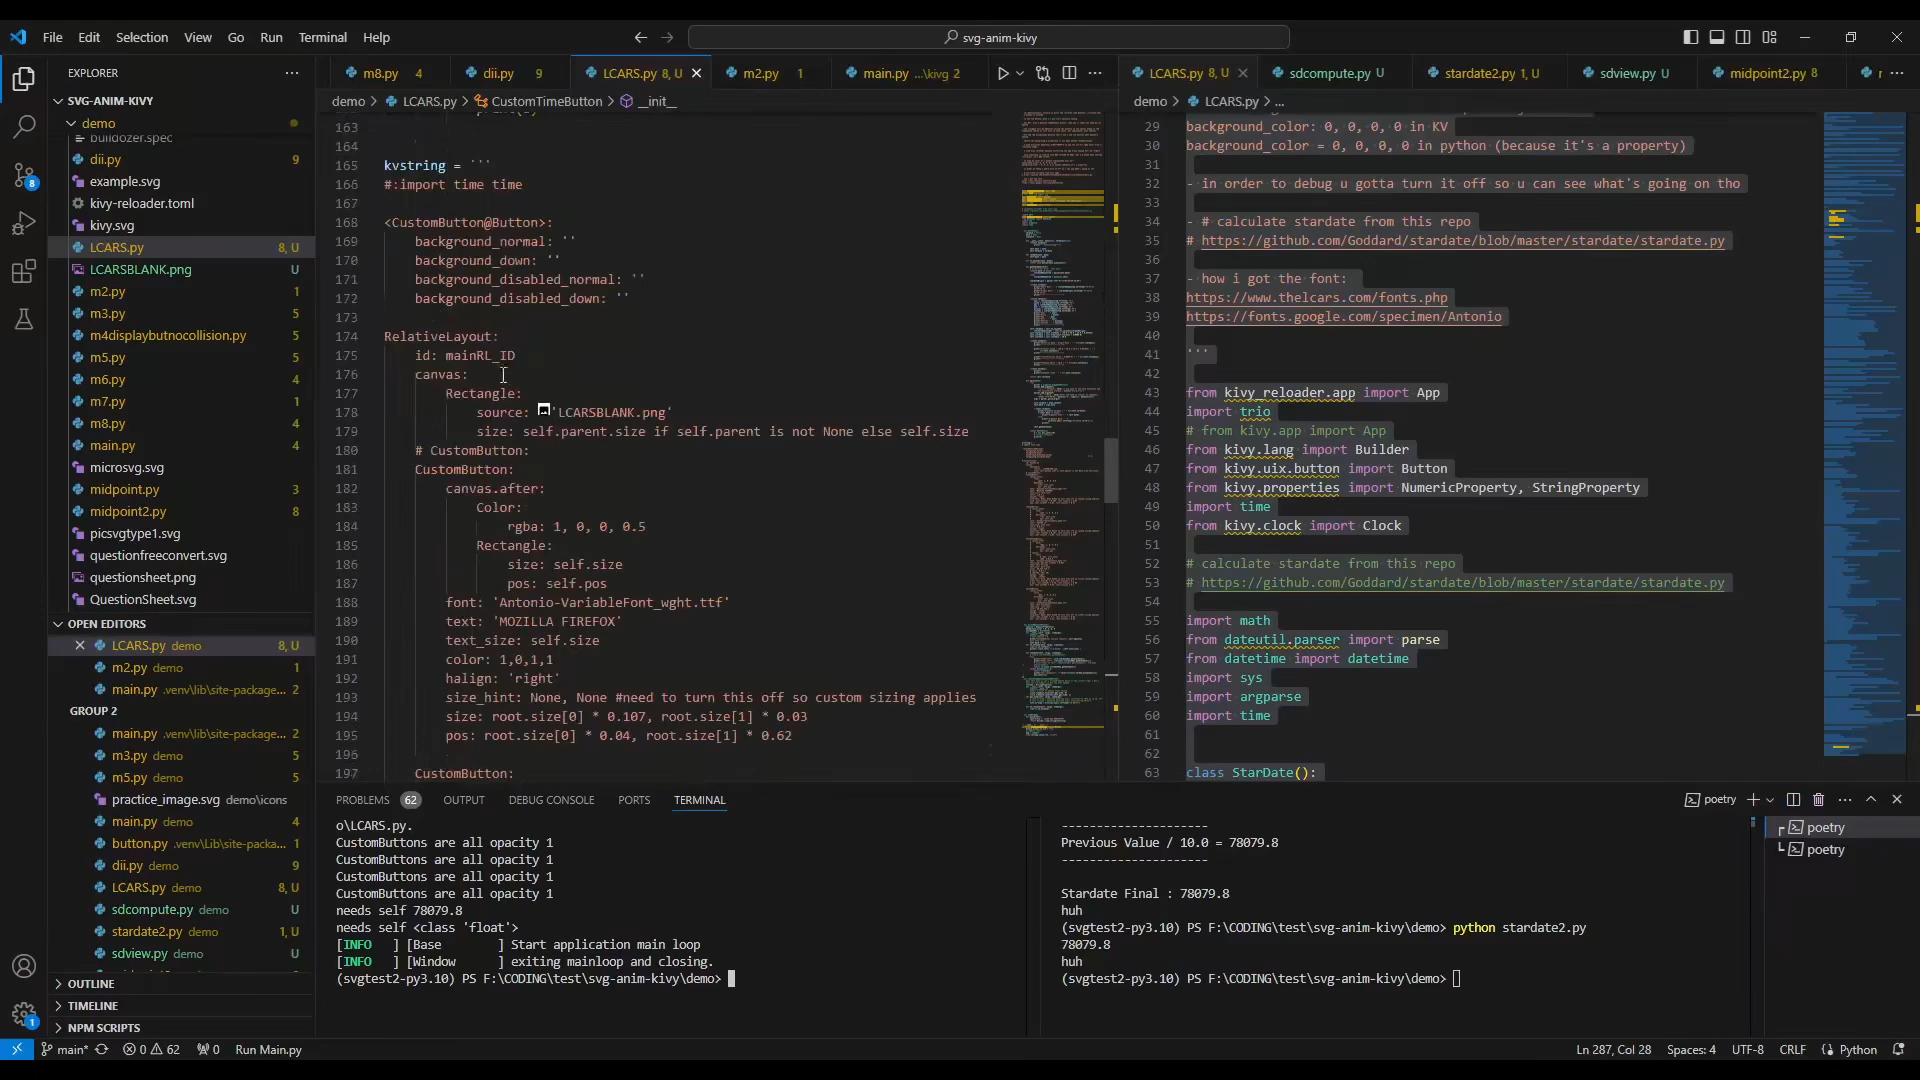 File Edit Selection View Go Run Terminal Help
svg-anim-kivy
EXPLORER
SVG-ANIM-KIVY
demo
buildozer.spec
dii.py 9
example.svg
kivy-reloader.toml
kivy.svg
LCARS.py 8, U
LCARSBLANK.png U
m2.py 1
m3.py 5
m4displaybutnocollision.py 5
m5.py 5
m6.py 4
m7.py 1
m8.py 4
main.py 4
microsvg.svg
midpoint.py 3
midpoint2.py 8
picsvgtype1.svg
questionfreeconvert.svg
questionsheet.png
QuestionSheet.svg
OPEN EDITORS
LCARS.py demo 8, U
m2.py demo 1
main.py .venv\lib\site-package... 2
GROUP 2
main.py .venv\lib\site-package... 2
m3.py demo 5
m5.py demo 5
practice_image.svg demo\icons
main.py demo 4
button.py .venv\Lib\site-packa... 1
dii.py demo 9
LCARS.py demo 8, U
sdcompute.py demo U
stardate2.py demo 1, U
sdview.py demo U
OUTLINE
TIMELINE
NPM SCRIPTS
m8.py 4 dii.py 9 LCARS.py 8, U m2.py 1 main.py ...\kivg 2
demo > LCARS.py > CustomTimeButton > __init__
163
164
165 kvstring = '''
166 #:import time time
167
168 <CustomButton@Button>:
169 background_normal: ''
170 background_down: ''
171 background_disabled_normal: ''
172 background_disabled_down: ''
173
174 RelativeLayout:
175 id: mainRL_ID
176 canvas:
177 Rectangle:
178 source: 'LCARSBLANK.png'
179 size: self.parent.size if self.parent is not None else self.size
180 # CustomButton:
181 CustomButton:
182 canvas.after:
183 Color:
184 rgba: 1, 0, 0, 0.5
185 Rectangle:
186 size: self.size
187 pos: self.pos
188 font: 'Antonio-VariableFont_wght.ttf'
189 text: 'MOZILLA FIREFOX'
190 text_size: self.size
191 color: 1,0,1,1
192 halign: 'right'
193 size_hint: None, None #need to turn this off so custom sizing applies
194 size: root.size[0] * 0.107, root.size[1] * 0.03
195 pos: root.size[0] * 0.04, root.size[1] * 0.62
196
197 CustomButton:
LCARS.py 8, U sdcompute.py U stardate2.py 1, U sdview.py U midpoint2.py 8
demo > LCARS.py > ...
29 background_color: 0, 0, 0, 0 in KV
30 background_color = 0, 0, 0, 0 in python (because it's a property)
31
32 - in order to debug u gotta turn it off so u can see what's going on tho
33
34 - # calculate stardate from this repo
35 # https://github.com/Goddard/stardate/blob/master/stardate/stardate.py
36
37 - how i got the font:
38 https://www.thelcars.com/fonts.php
39 https://fonts.google.com/specimen/Antonio
40
41 '''
42
43 from kivy_reloader.app import App
44 import trio
45 # from kivy.app import App
46 from kivy.lang import Builder
47 from kivy.uix.button import Button
48 from kivy.properties import NumericProperty, StringProperty
49 import time
50 from kivy.clock import Clock
51
52 # calculate stardate from this repo
53 # https://github.com/Goddard/stardate/blob/master/stardate/stardate.py
54
55 import math
56 from dateutil.parser import parse
57 from datetime import datetime
58 import sys
59 import argparse
60 import time
61
62
63 class StarDate():
PROBLEMS 62 OUTPUT DEBUG CONSOLE PORTS TERMINAL
poetry
o\LCARS.py.
CustomButtons are all opacity 1
CustomButtons are all opacity 1
CustomButtons are all opacity 1
CustomButtons are all opacity 1
needs self 78079.8
needs self <class 'float'>
[INFO ] [Base ] Start application main loop
[INFO ] [Window ] exiting mainloop and closing.
(svgtest2-py3.10) PS F:\CODING\test\svg-anim-kivy\demo>
---------------------
Previous Value / 10.0 = 78079.8
---------------------
Stardate Final : 78079.8
huh
(svgtest2-py3.10) PS F:\CODING\test\svg-anim-kivy\demo> python stardate2.py
78079.8
huh
(svgtest2-py3.10) PS F:\CODING\test\svg-anim-kivy\demo>
poetry
poetry
main* 0 62 0 Run Main.py
Ln 287, Col 28 Spaces: 4 UTF-8 CRLF Python